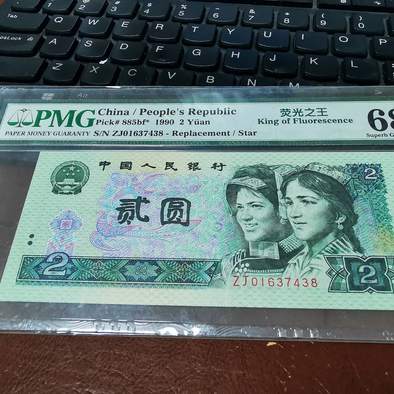 PMG
PAPER MONEY GUARANTY
China / People's Republic
Pick# 885bf* 1990 2 Yüan
S/N ZJ01637438 - Replacement / Star
荧光之王
King of Fluorescence
68
Superb G
中国人民银行
贰圆
2
2
ZJ01637438